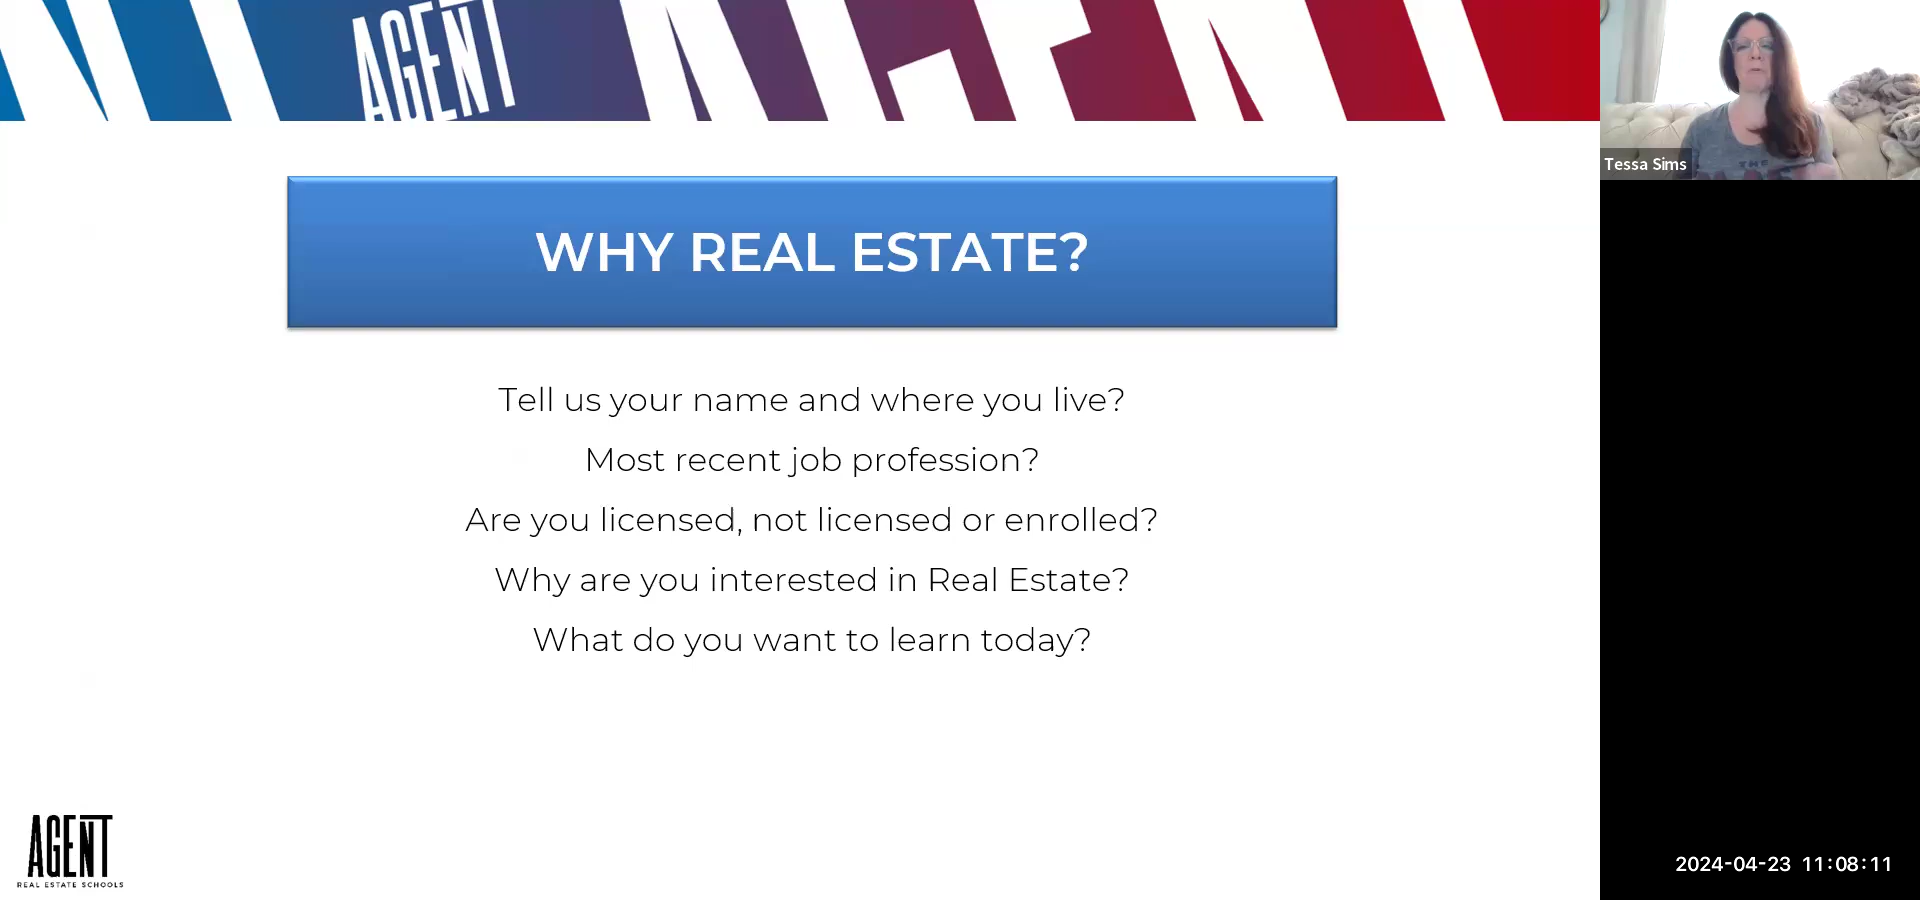 AGENT
WHY REAL ESTATE?
Tell us your name and where you live?
Most recent job profession?
Are you licensed, not licensed or enrolled?
Why are you interested in Real Estate?
What do you want to learn today?
AGENT
REAL ESTATE SCHOOLS
THE
Tessa Sims
2024-04-23 11:08:11